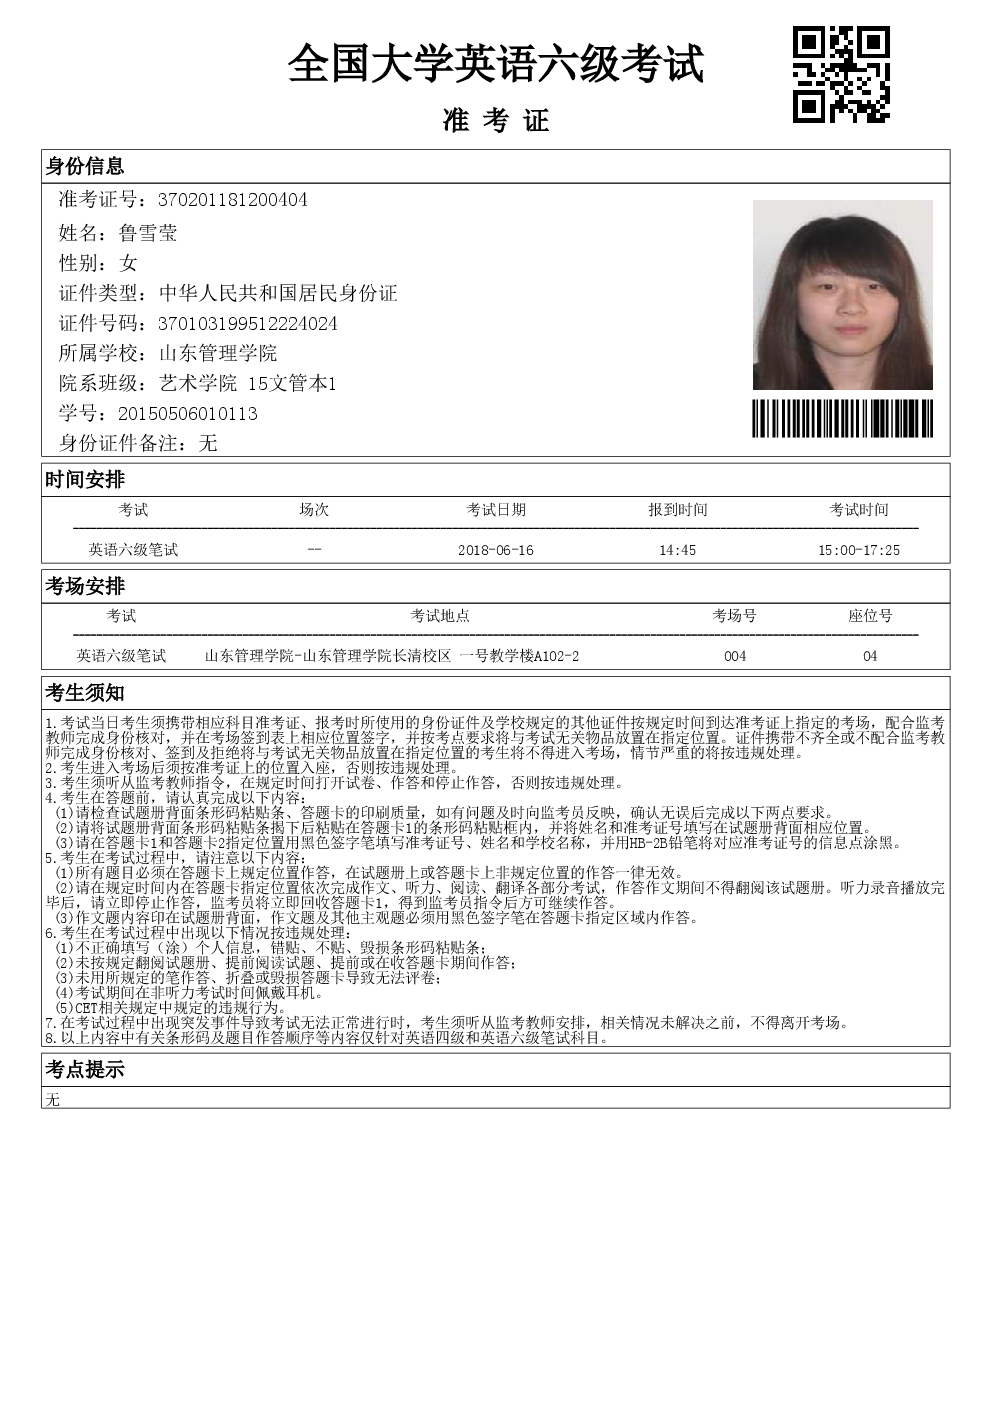 全国大学英语六级考试
准 考 证
身份信息
准考证号：370201181200404
姓名：鲁雪莹
性别：女
证件类型：中华人民共和国居民身份证
证件号码：370103199512224024
所属学校：山东管理学院
院系班级：艺术学院 15文管本1
学号：20150506010113
身份证件备注：无
时间安排
考试 场次 考试日期 报到时间 考试时间
英语六级笔试 -- 2018-06-16 14:45 15:00-17:25
考场安排
考试 考试地点 考场号 座位号
英语六级笔试 山东管理学院-山东管理学院长清校区 一号教学楼A102-2 004 04
考生须知
1.考试当日考生须携带相应科目准考证、报考时所使用的身份证件及学校规定的其他证件按规定时间到达准考证上指定的考场，配合监考
教师完成身份核对，并在考场签到表上相应位置签字，并按考点要求将与考试无关物品放置在指定位置。证件携带不齐全或不配合监考教
师完成身份核对、签到及拒绝将与考试无关物品放置在指定位置的考生将不得进入考场，情节严重的将按违规处理。
2.考生进入考场后须按准考证上的位置入座，否则按违规处理。
3.考生须听从监考教师指令，在规定时间打开试卷、作答和停止作答，否则按违规处理。
4.考生在答题前，请认真完成以下内容：
(1)请检查试题册背面条形码粘贴条、答题卡的印刷质量，如有问题及时向监考员反映，确认无误后完成以下两点要求。
(2)请将试题册背面条形码粘贴条揭下后粘贴在答题卡1的条形码粘贴框内，并将姓名和准考证号填写在试题册背面相应位置。
(3)请在答题卡1和答题卡2指定位置用黑色签字笔填写准考证号、姓名和学校名称，并用HB-2B铅笔将对应准考证号的信息点涂黑。
5.考生在考试过程中，请注意以下内容：
(1)所有题目必须在答题卡上规定位置作答，在试题册上或答题卡上非规定位置的作答一律无效。
(2)请在规定时间内在答题卡指定位置依次完成作文、听力、阅读、翻译各部分考试，作答作文期间不得翻阅该试题册。听力录音播放完
毕后，请立即停止作答，监考员将立即回收答题卡1，得到监考员指令后方可继续作答。
(3)作文题内容印在试题册背面，作文题及其他主观题必须用黑色签字笔在答题卡指定区域内作答。
6.考生在考试过程中出现以下情况按违规处理：
(1)不正确填写（涂）个人信息，错贴、不贴、毁损条形码粘贴条；
(2)未按规定翻阅试题册、提前阅读试题、提前或在收答题卡期间作答；
(3)未用所规定的笔作答、折叠或毁损答题卡导致无法评卷；
(4)考试期间在非听力考试时间佩戴耳机。
(5)CET相关规定中规定的违规行为。
7.在考试过程中出现突发事件导致考试无法正常进行时，考生须听从监考教师安排，相关情况未解决之前，不得离开考场。
8.以上内容中有关条形码及题目作答顺序等内容仅针对英语四级和英语六级笔试科目。
考点提示
无